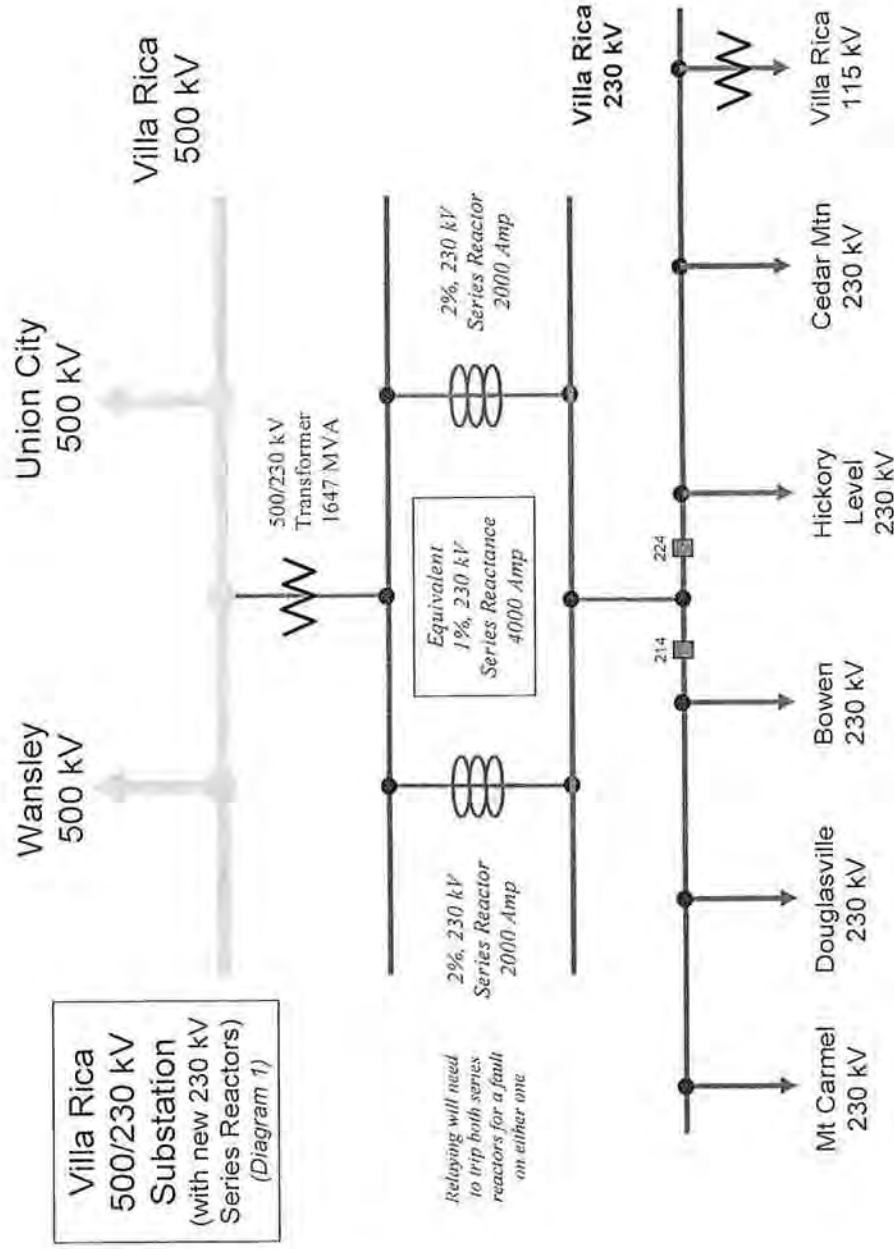 Villa Rica
500/230 kV
Substation
(with new 230 kV
Series Reactors)
(Diagram 1)
Wansley
500 kV
Union City
500 kV
Villa Rica
500 kV
500/230 kV
Transformer
1647 MVA
Relaying will need
to trip both series
reactors for a fault
on either one
2%, 230 kV
Series Reactor
2000 Amp
Equivalent
1%, 230 kV
Series Reactance
4000 Amp
2%, 230 kV
Series Reactor
2000 Amp
Villa Rica
230 kV
214
224
Mt Carmel
230 kV
Douglasville
230 kV
Bowen
230 kV
Hickory
Level
230 kV
Cedar Mtn
230 kV
Villa Rica
115 kV